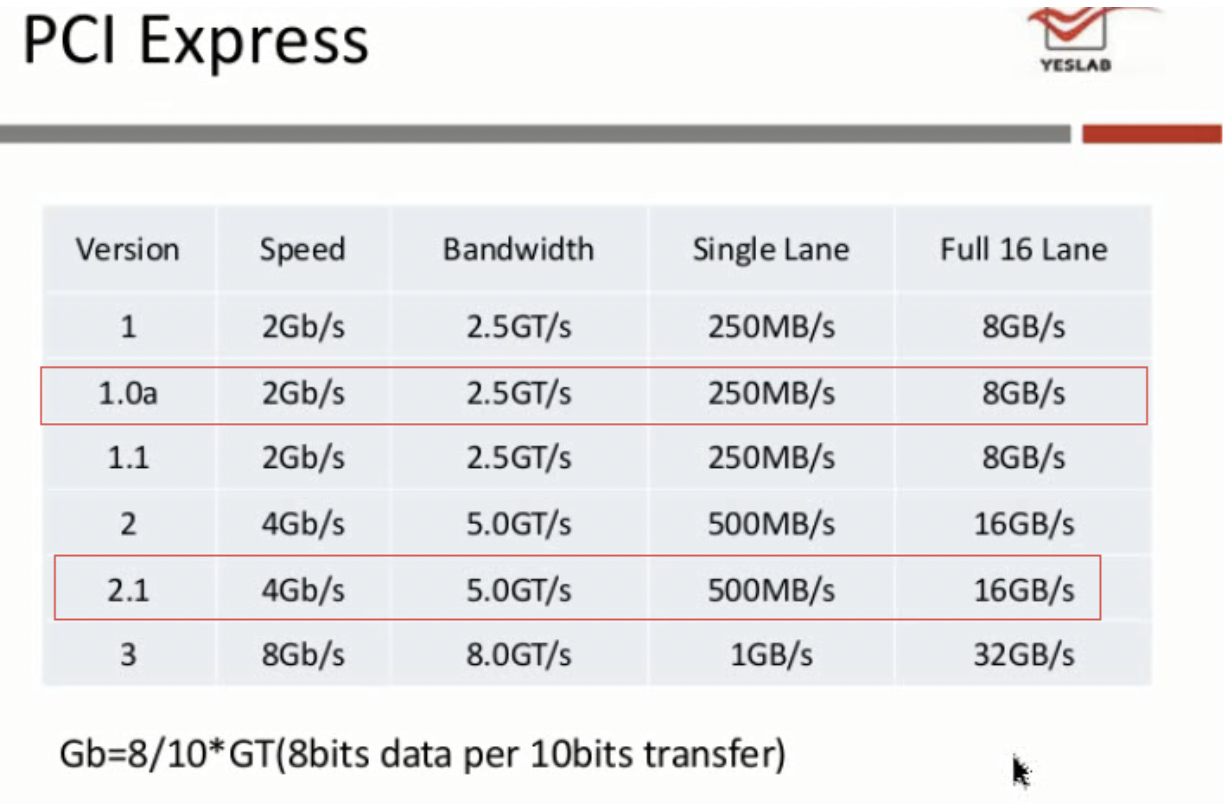 PCI Express
YESLAB
Version Speed Bandwidth Single Lane Full 16 Lane
1 2Gb/s 2.5GT/s 250MB/s 8GB/s
1.0a 2Gb/s 2.5GT/s 250MB/s 8GB/s
1.1 2Gb/s 2.5GT/s 250MB/s 8GB/s
2 4Gb/s 5.0GT/s 500MB/s 16GB/s
2.1 4Gb/s 5.0GT/s 500MB/s 16GB/s
3 8Gb/s 8.0GT/s 1GB/s 32GB/s
Gb=8/10*GT(8bits data per 10bits transfer)